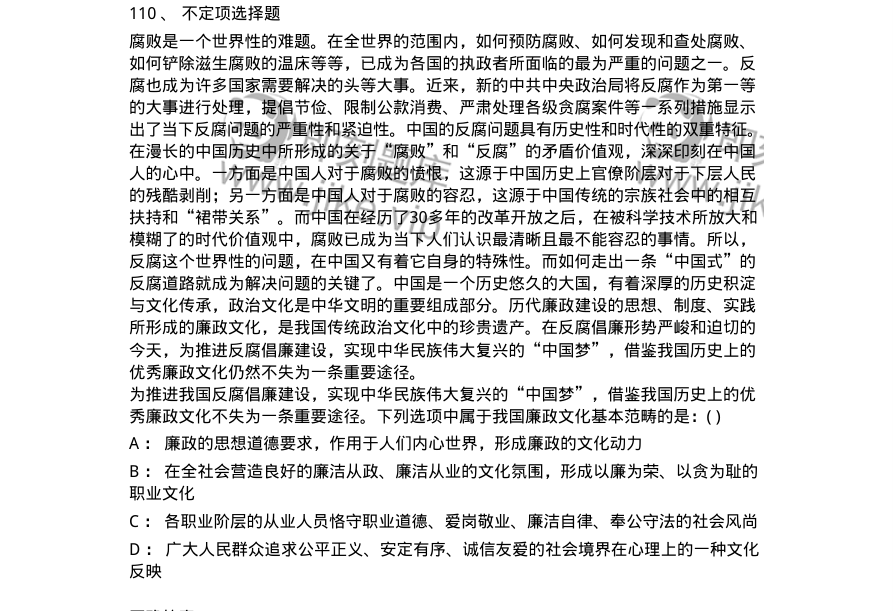 110 、 不定项选择题
腐败是一个世界性的难题。在全世界的范围内，如何预防腐败、如何发现和查处腐败、
如何铲除滋生腐败的温床等等，已成为各国的执政者所面临的最为严重的问题之一。反
腐也成为许多国家需要解决的头等大事。近来，新的中共中央政治局将反腐作为第一等
的大事进行处理，提倡节俭、限制公款消费、严肃处理各级贪腐案件等一系列措施显示
出了当下反腐问题的严重性和紧迫性。中国的反腐问题具有历史性和时代性的双重特征。
在漫长的中国历史中所形成的关于“腐败”和“反腐”的矛盾价值观，深深印刻在中国
人的心中。一方面是中国人对于腐败的愤恨，这源于中国历史上官僚阶层对于下层人民
的残酷剥削；另一方面是中国人对于腐败的容忍，这源于中国传统的宗族社会中的相互
扶持和“裙带关系”。而中国在经历了30多年的改革开放之后，在被科学技术所放大和
模糊了的时代价值观中，腐败已成为当下人们认识最清晰且最不能容忍的事情。所以，
反腐这个世界性的问题，在中国又有着它自身的特殊性。而如何走出一条“中国式”的
反腐道路就成为解决问题的关键了。中国是一个历史悠久的大国，有着深厚的历史积淀
与文化传承，政治文化是中华文明的重要组成部分。历代廉政建设的思想、制度、实践
所形成的廉政文化，是我国传统政治文化中的珍贵遗产。在反腐倡廉形势严峻和迫切的
今天，为推进反腐倡廉建设，实现中华民族伟大复兴的“中国梦”，借鉴我国历史上的
优秀廉政文化仍然不失为一条重要途径。
为推进我国反腐倡廉建设，实现中华民族伟大复兴的“中国梦”，借鉴我国历史上的优
秀廉政文化不失为一条重要途径。下列选项中属于我国廉政文化基本范畴的是：( )
A ： 廉政的思想道德要求，作用于人们内心世界，形成廉政的文化动力
B ： 在全社会营造良好的廉洁从政、廉洁从业的文化氛围，形成以廉为荣、以贪为耻的
职业文化
C ： 各职业阶层的从业人员恪守职业道德、爱岗敬业、廉洁自律、奉公守法的社会风尚
D ： 广大人民群众追求公平正义、安定有序、诚信友爱的社会境界在心理上的一种文化
反映